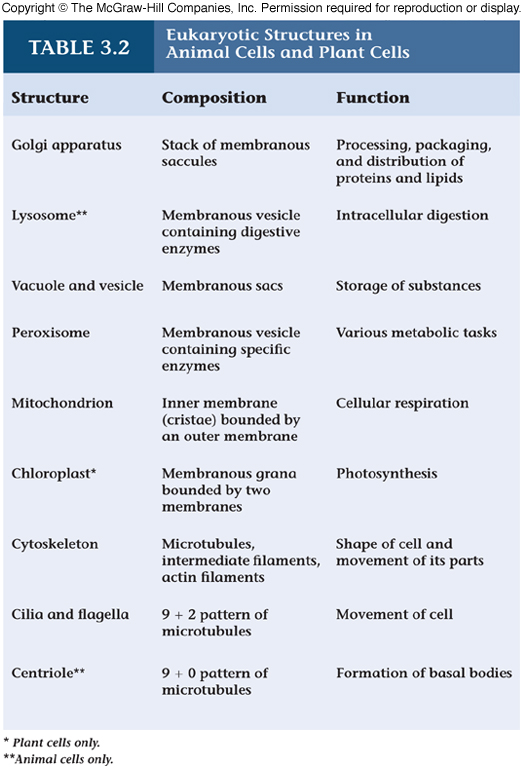 Copyright © The McGraw-Hill Companies, Inc. Permission required for reproduction or display.
TABLE 3.2
Eukaryotic Structures in
Animal Cells and Plant Cells
Structure Composition Function
Golgi apparatus Stack of membranous Processing, packaging,
saccules and distribution of
proteins and lipids
Lysosome** Membranous vesicle Intracellular digestion
containing digestive
enzymes
Vacuole and vesicle Membranous sacs Storage of substances
Peroxisome Membranous vesicle Various metabolic tasks
containing specific
enzymes
Mitochondrion Inner membrane Cellular respiration
(cristae) bounded by
an outer membrane
Chloroplast* Membranous grana Photosynthesis
bounded by two
membranes
Cytoskeleton Microtubules, Shape of cell and
intermediate filaments, movement of its parts
actin filaments
Cilia and flagella 9 + 2 pattern of Movement of cell
microtubules
Centriole** 9 + 0 pattern of Formation of basal bodies
microtubules
* Plant cells only.
**Animal cells only.